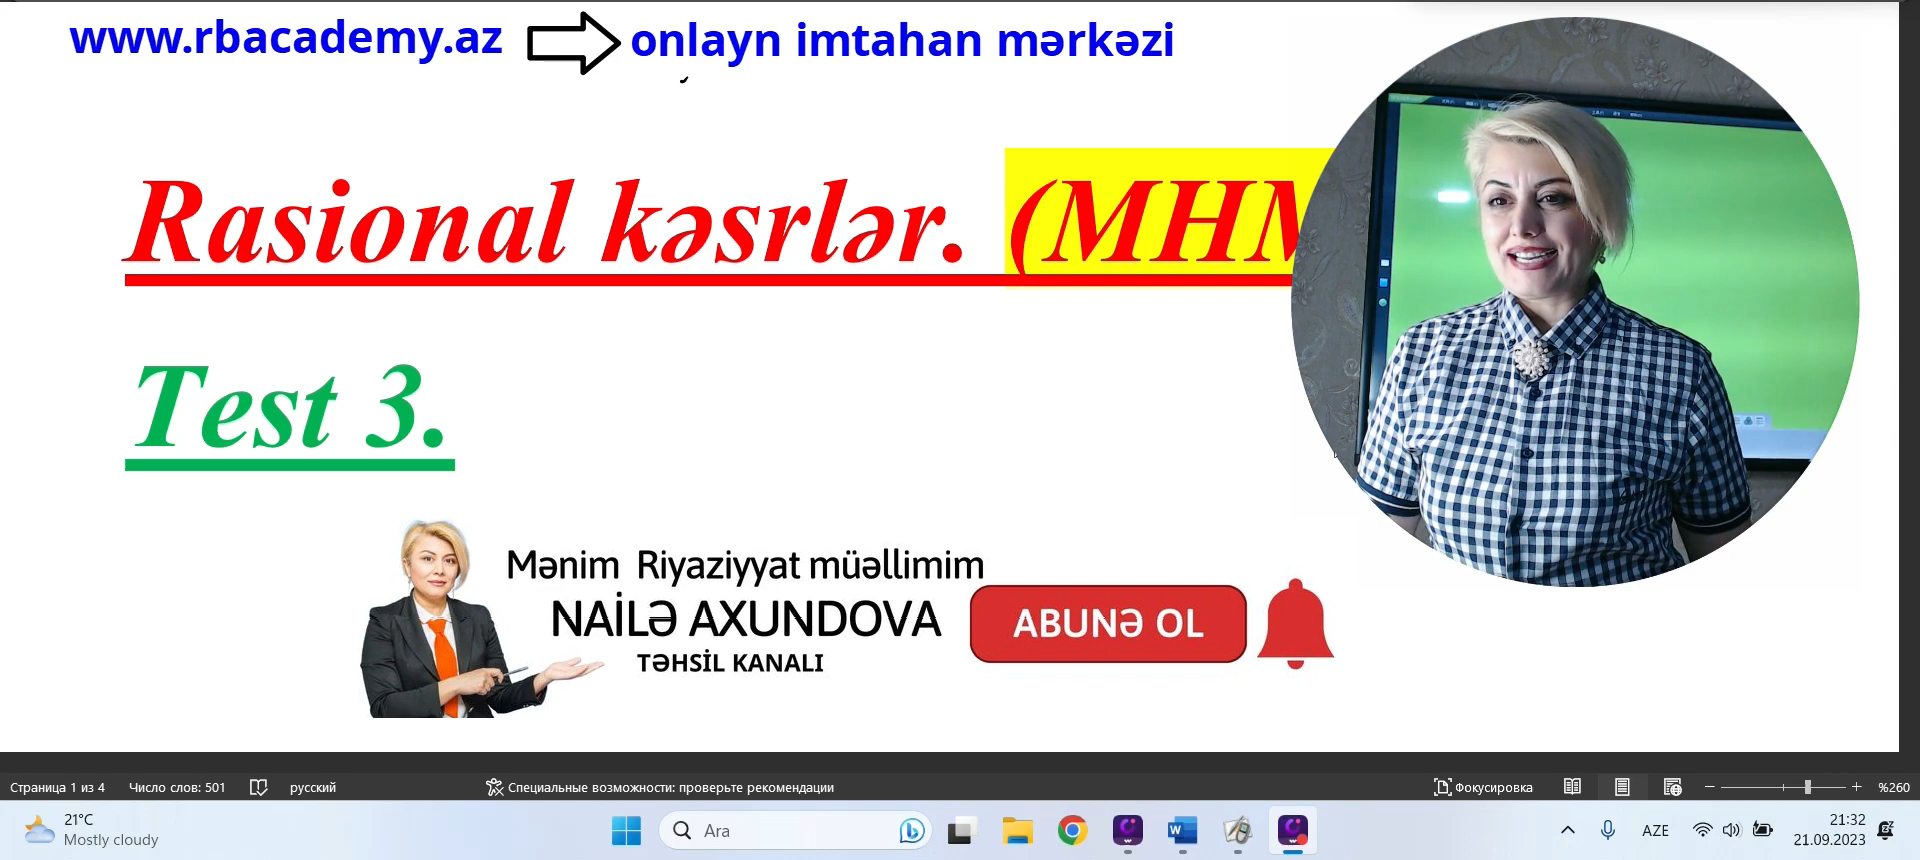 www.rbacademy.az onlayn imtahan mərkəzi
Rasional kəsrlər. (MHM
Test 3.
Mənim Riyaziyyat müəllimim
NAİLƏ AXUNDOVA
TƏHSİL KANALI
ABUNƏ OL
Страница 1 из 4 Число слов: 501 русский Специальные возможности: проверьте рекомендации Фокусировка %260
21°C
Mostly cloudy
Ara
AZE
21:32
21.09.2023